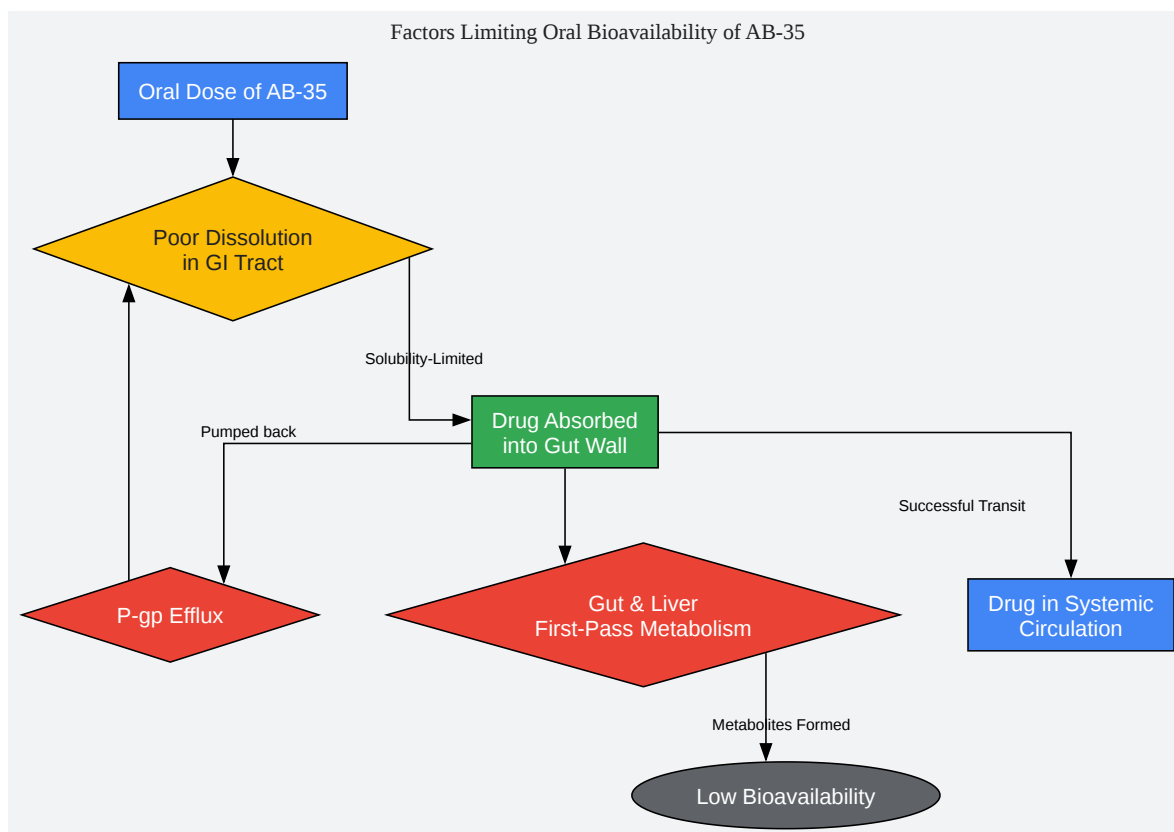 Factors Limiting Oral Bioavailability of AB-35
Oral Dose of AB-35
Poor Dissolution
in GI Tract
Solubility-Limited
Drug Absorbed
into Gut Wall
Pumped back
Successful Transit
P-gp Efflux
Gut & Liver
First-Pass Metabolism
Drug in Systemic
Circulation
Metabolites Formed
Low Bioavailability